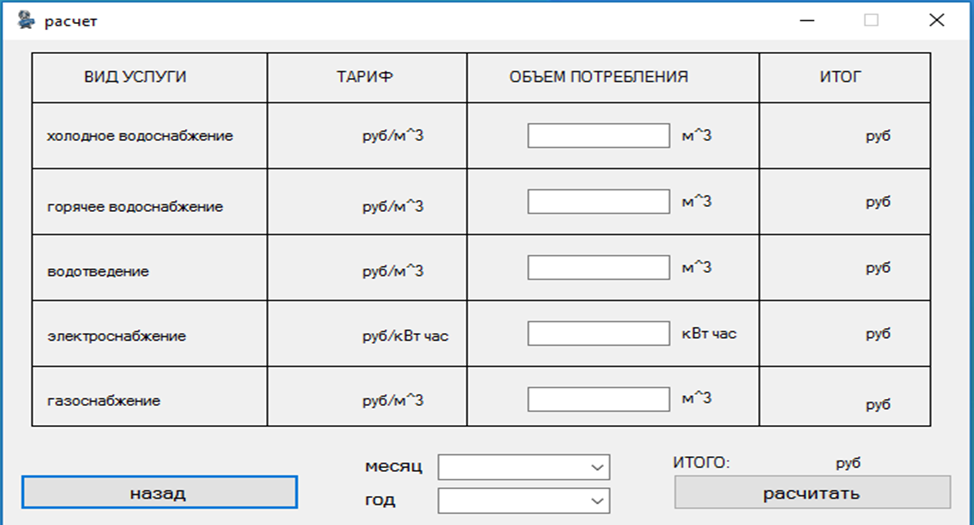 расчет
ВИД УСЛУГИ ТАРИФ ОБЪЕМ ПОТРЕБЛЕНИЯ ИТОГ
холодное водоснабжение руб/м^3 м^3 руб
горячее водоснабжение руб/м^3 м^3 руб
водотведение руб/м^3 м^3 руб
электроснабжение руб/кВт час кВт час руб
газоснабжение руб/м^3 м^3 руб
месяц ИТОГО: руб
назад год расчитать